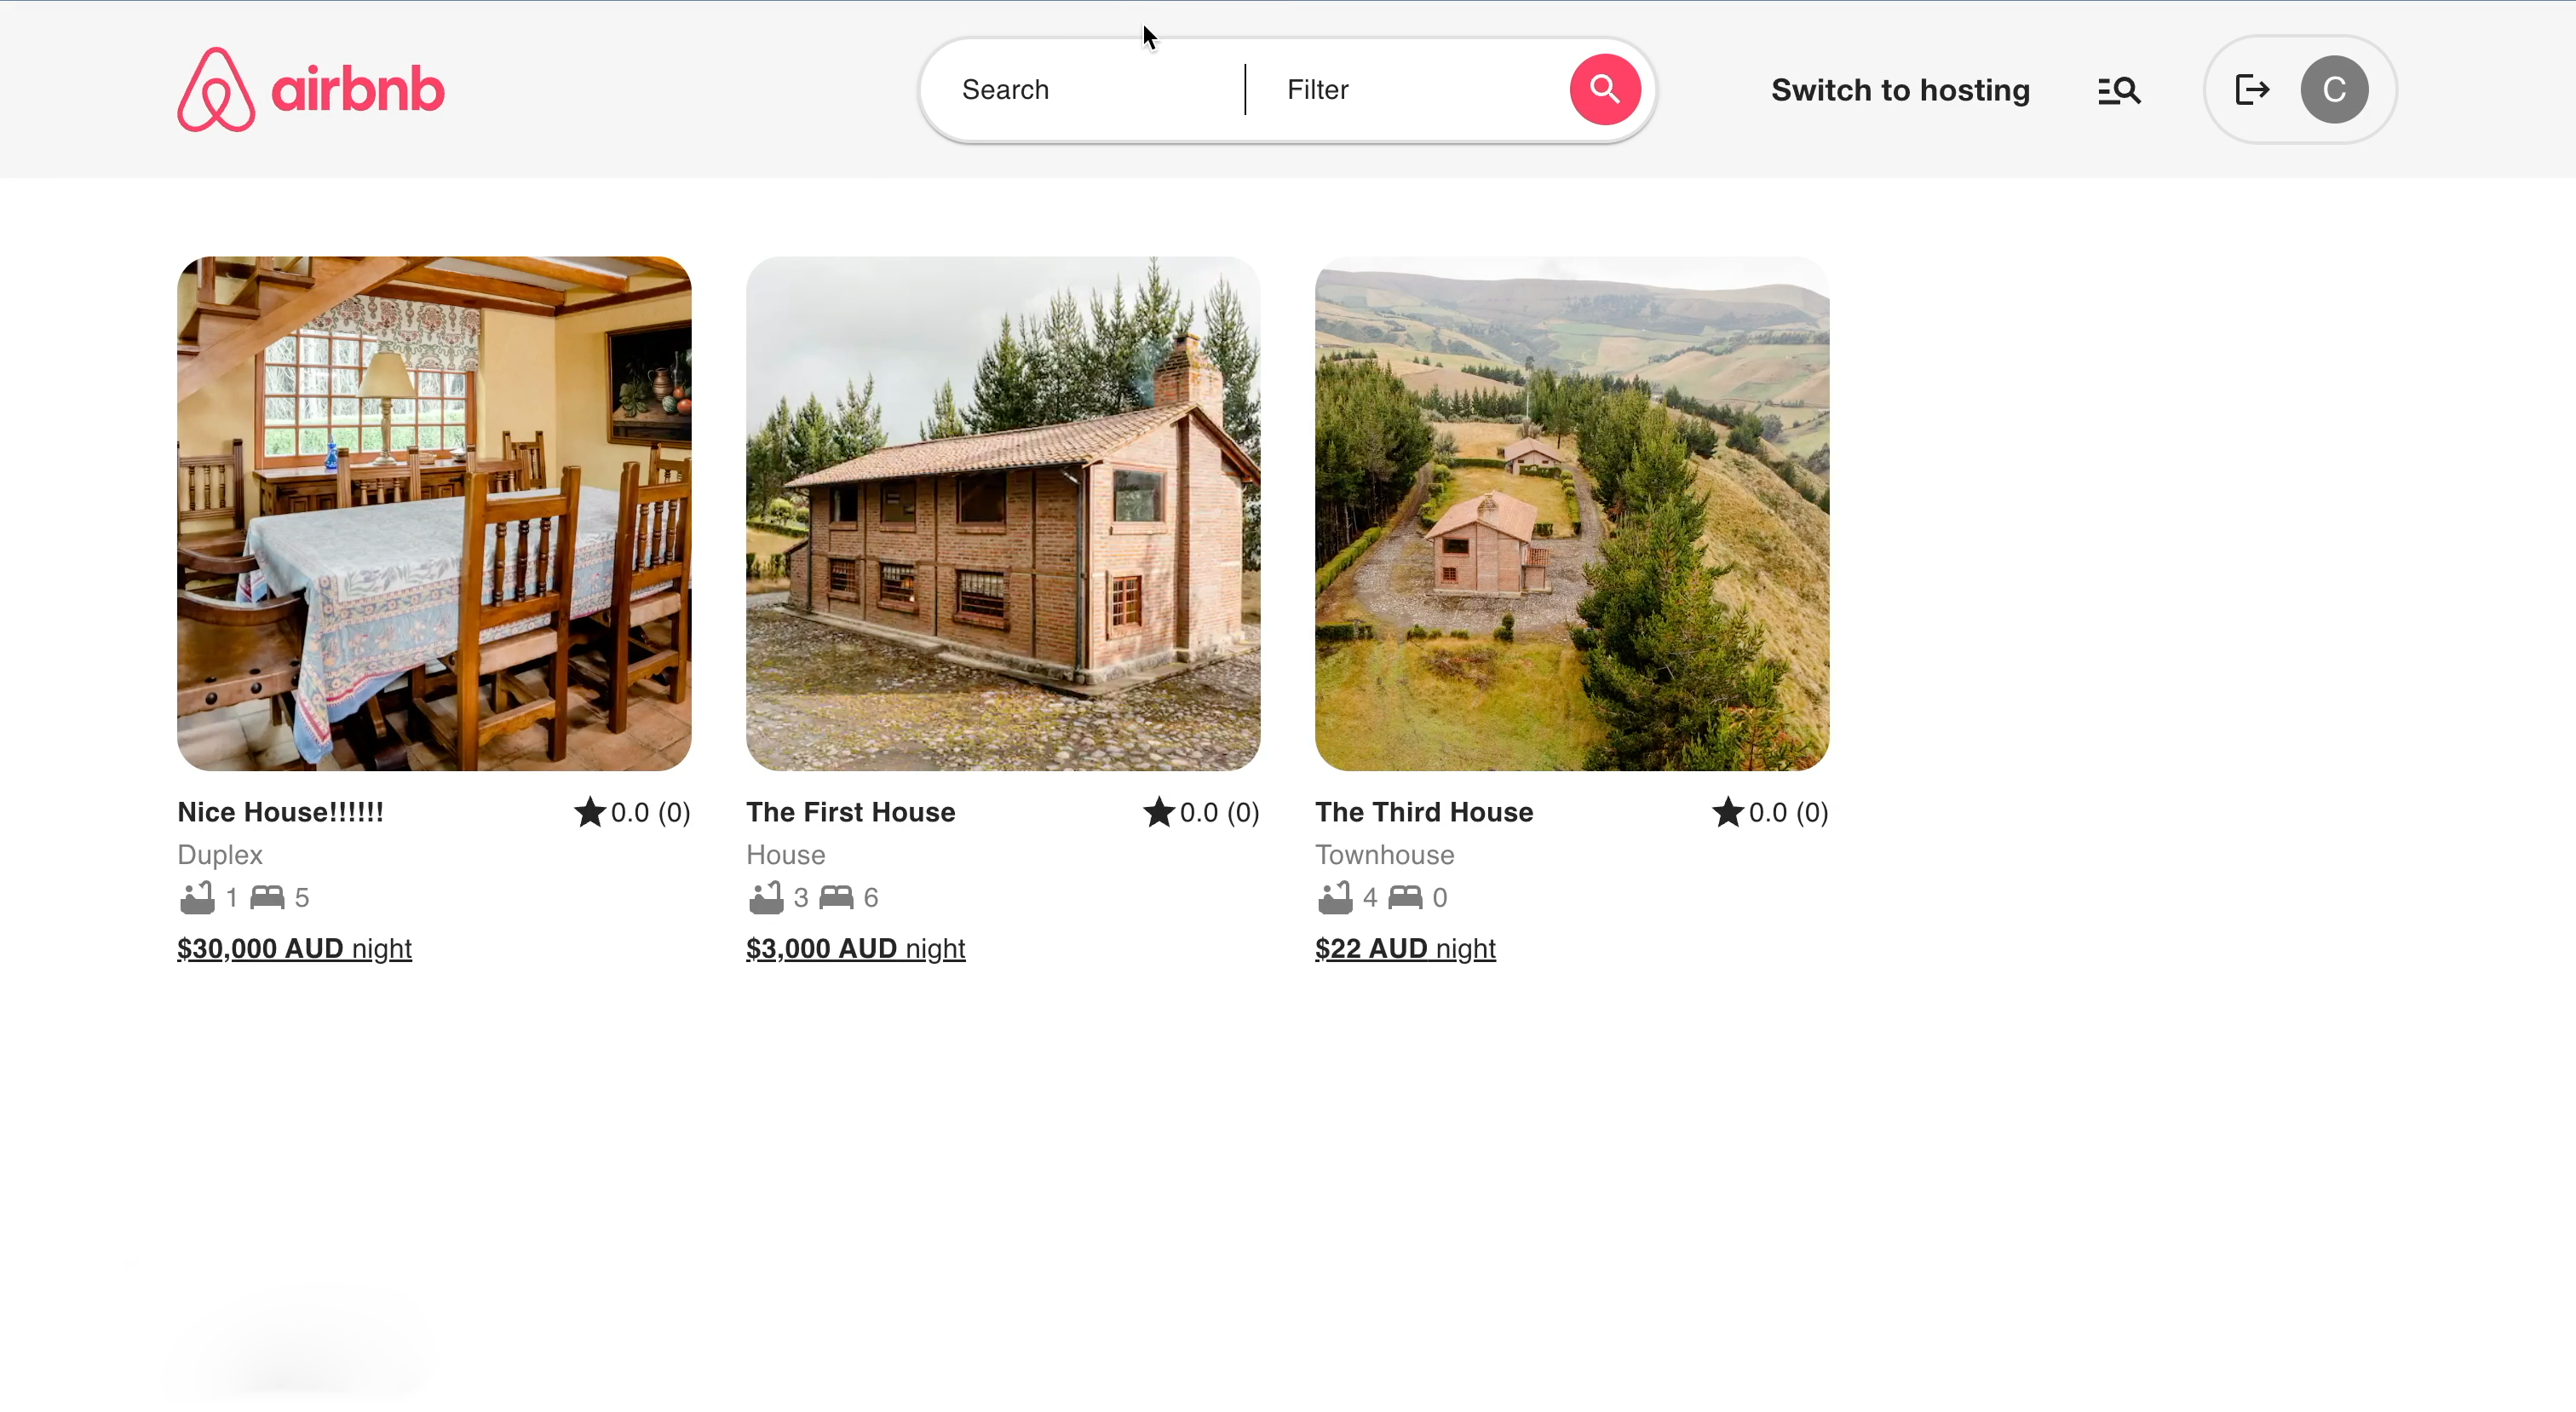 airbnb
Search
Filter
Switch to hosting
C
Nice House!!!!!!
0.0 (0)
Duplex
1 5
$30,000 AUD night
The First House
0.0 (0)
House
3 6
$3,000 AUD night
The Third House
0.0 (0)
Townhouse
4 0
$22 AUD night